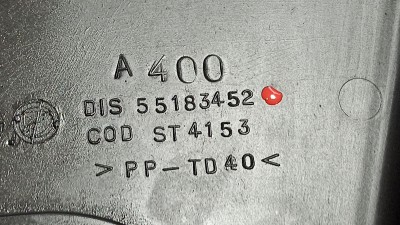 A 400
DIS 55183452
COD ST4153
>PP-TD40<